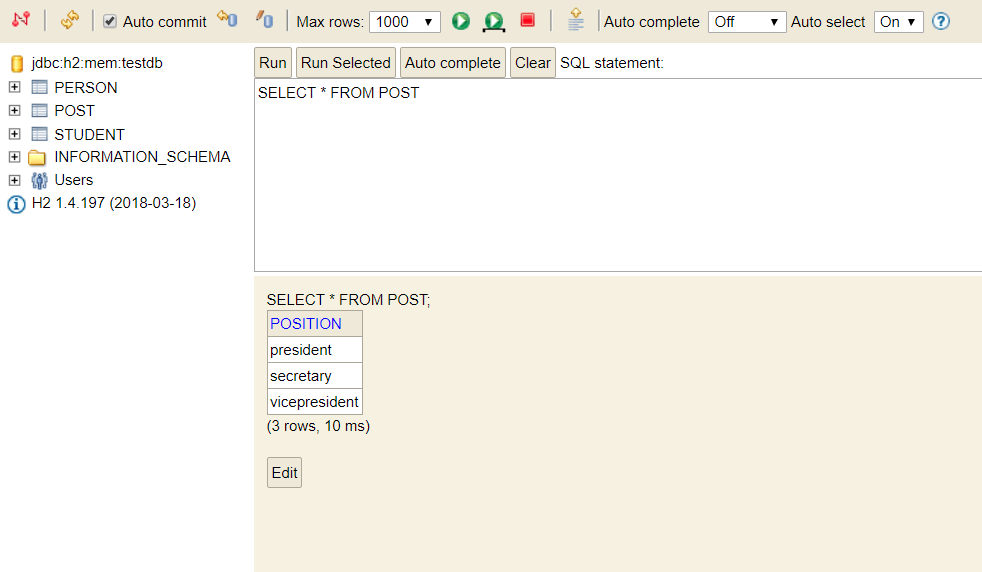 Auto commit Max rows: 1000 Auto complete Off Auto select On ?
jdbc:h2:mem:testdb
PERSON
POST
STUDENT
INFORMATION_SCHEMA
Users
H2 1.4.197 (2018-03-18)
Run Run Selected Auto complete Clear SQL statement:
SELECT * FROM POST
SELECT * FROM POST;
POSITION
president
secretary
vicepresident
(3 rows, 10 ms)
Edit